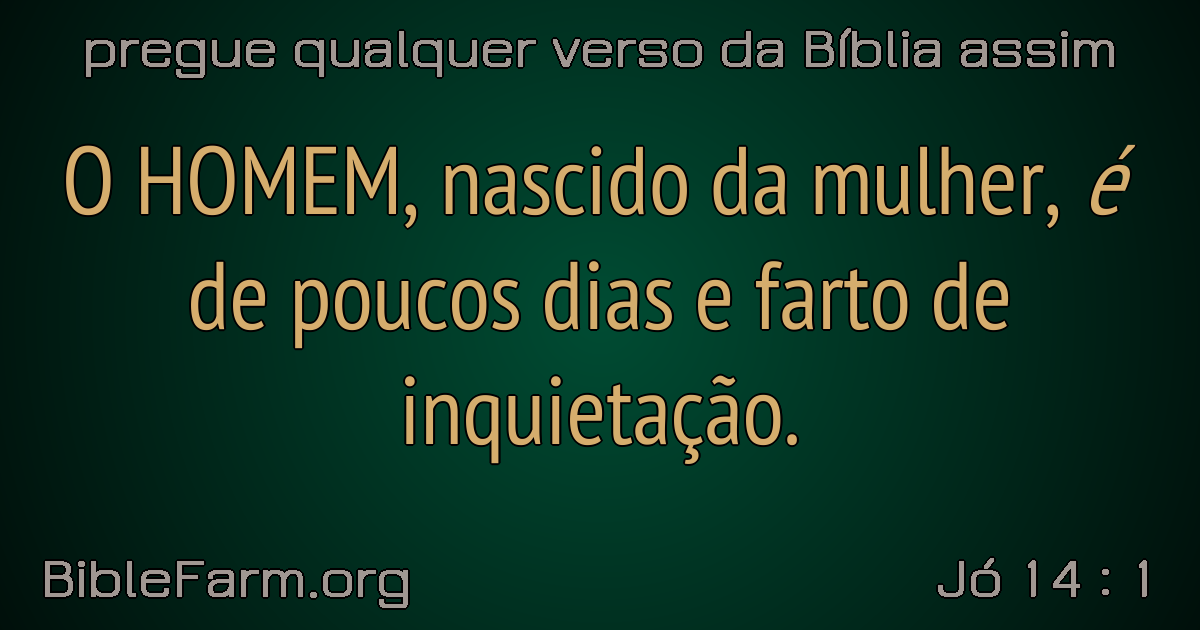 pregue qualquer verso da Bíblia assim
O HOMEM, nascido da mulher, é
de poucos dias e farto de
inquietação.
BibleFarm.org
Jó 14 : 1